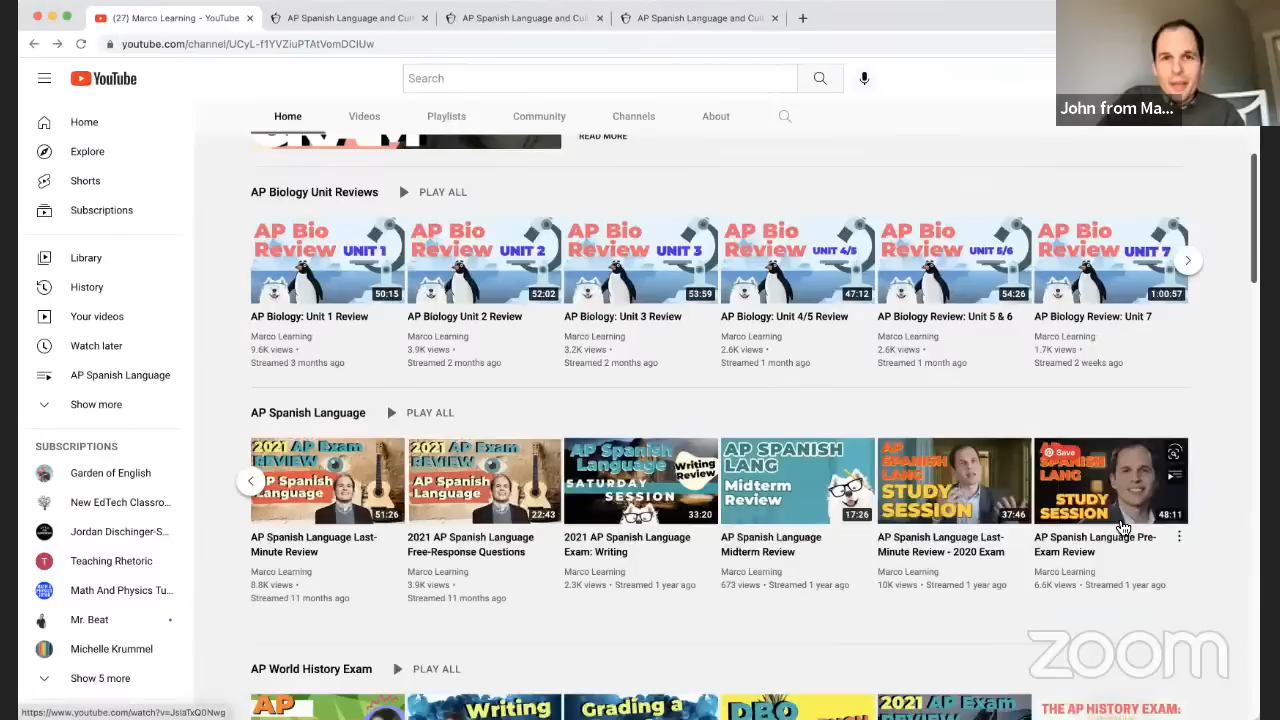 (27) Marco Learning - YouTube
AP Spanish Language and Cul
AP Spanish Language and Cul
AP Spanish Language and Cul
youtube.com/channel/UCyL-f1YVZiuPTAtVomDCIUw
John from Ma...
YouTube
Search
Home
Videos
Playlists
Community
Channels
About
READ MORE
Home
Explore
Shorts
Subscriptions
Library
History
Your videos
Watch later
AP Spanish Language
Show more
SUBSCRIPTIONS
Garden of English
New EdTech Classro...
Jordan Dischinger-S...
Teaching Rhetoric
Math And Physics Tu...
Mr. Beat
Michelle Krummel
Show 5 more
AP Biology Unit Reviews
PLAY ALL
AP Bio Review UNIT 1
50:15
AP Bio Review UNIT 2
52:02
AP Bio Review UNIT 3
53:59
AP Bio Review UNIT 4/5
47:12
AP Bio Review UNIT 5/6
54:26
AP Bio Review UNIT 7
1:00:57
AP Biology: Unit 1 Review
Marco Learning
9.6K views •
Streamed 3 months ago
AP Biology Unit 2 Review
Marco Learning
3.9K views •
Streamed 2 months ago
AP Biology: Unit 3 Review
Marco Learning
3.2K views •
Streamed 2 months ago
AP Biology: Unit 4/5 Review
Marco Learning
2.6K views •
Streamed 1 month ago
AP Biology Review: Unit 5 & 6
Marco Learning
2.6K views •
Streamed 1 month ago
AP Biology Review: Unit 7
Marco Learning
1.7K views •
Streamed 2 weeks ago
AP Spanish Language
PLAY ALL
2021 AP Exam
REVIEW
AP Spanish
Language
51:26
2021 AP Exam
REVIEW
AP Spanish
Language
22:43
AP Spanish
Language
Writing
Review
SATURDAY
SESSION
33:20
AP SPANISH
LANG
Midterm
Review
17:26
AP
SPANISH
LANG
STUDY
SESSION
37:46
Save
AP
SPANISH
LANG
STUDY
SESSION
48:11
AP Spanish Language Last-
Minute Review
Marco Learning
8.8K views •
Streamed 11 months ago
2021 AP Spanish Language
Free-Response Questions
Marco Learning
3.9K views •
Streamed 11 months ago
2021 AP Spanish Language
Exam: Writing
Marco Learning
2.3K views • Streamed 1 year ago
AP Spanish Language
Midterm Review
Marco Learning
673 views • Streamed 1 year ago
AP Spanish Language Last-
Minute Review - 2020 Exam
Marco Learning
10K views • Streamed 1 year ago
AP Spanish Language Pre-
Exam Review
Marco Learning
6.6K views • Streamed 1 year ago
AP World History Exam
PLAY ALL
AP
Writing
Grading a
DBQ
2021 AP Exam
THE AP HISTORY EXAM:
zoom
https://www.youtube.com/watch?v=JsIaTxQ0Nwg